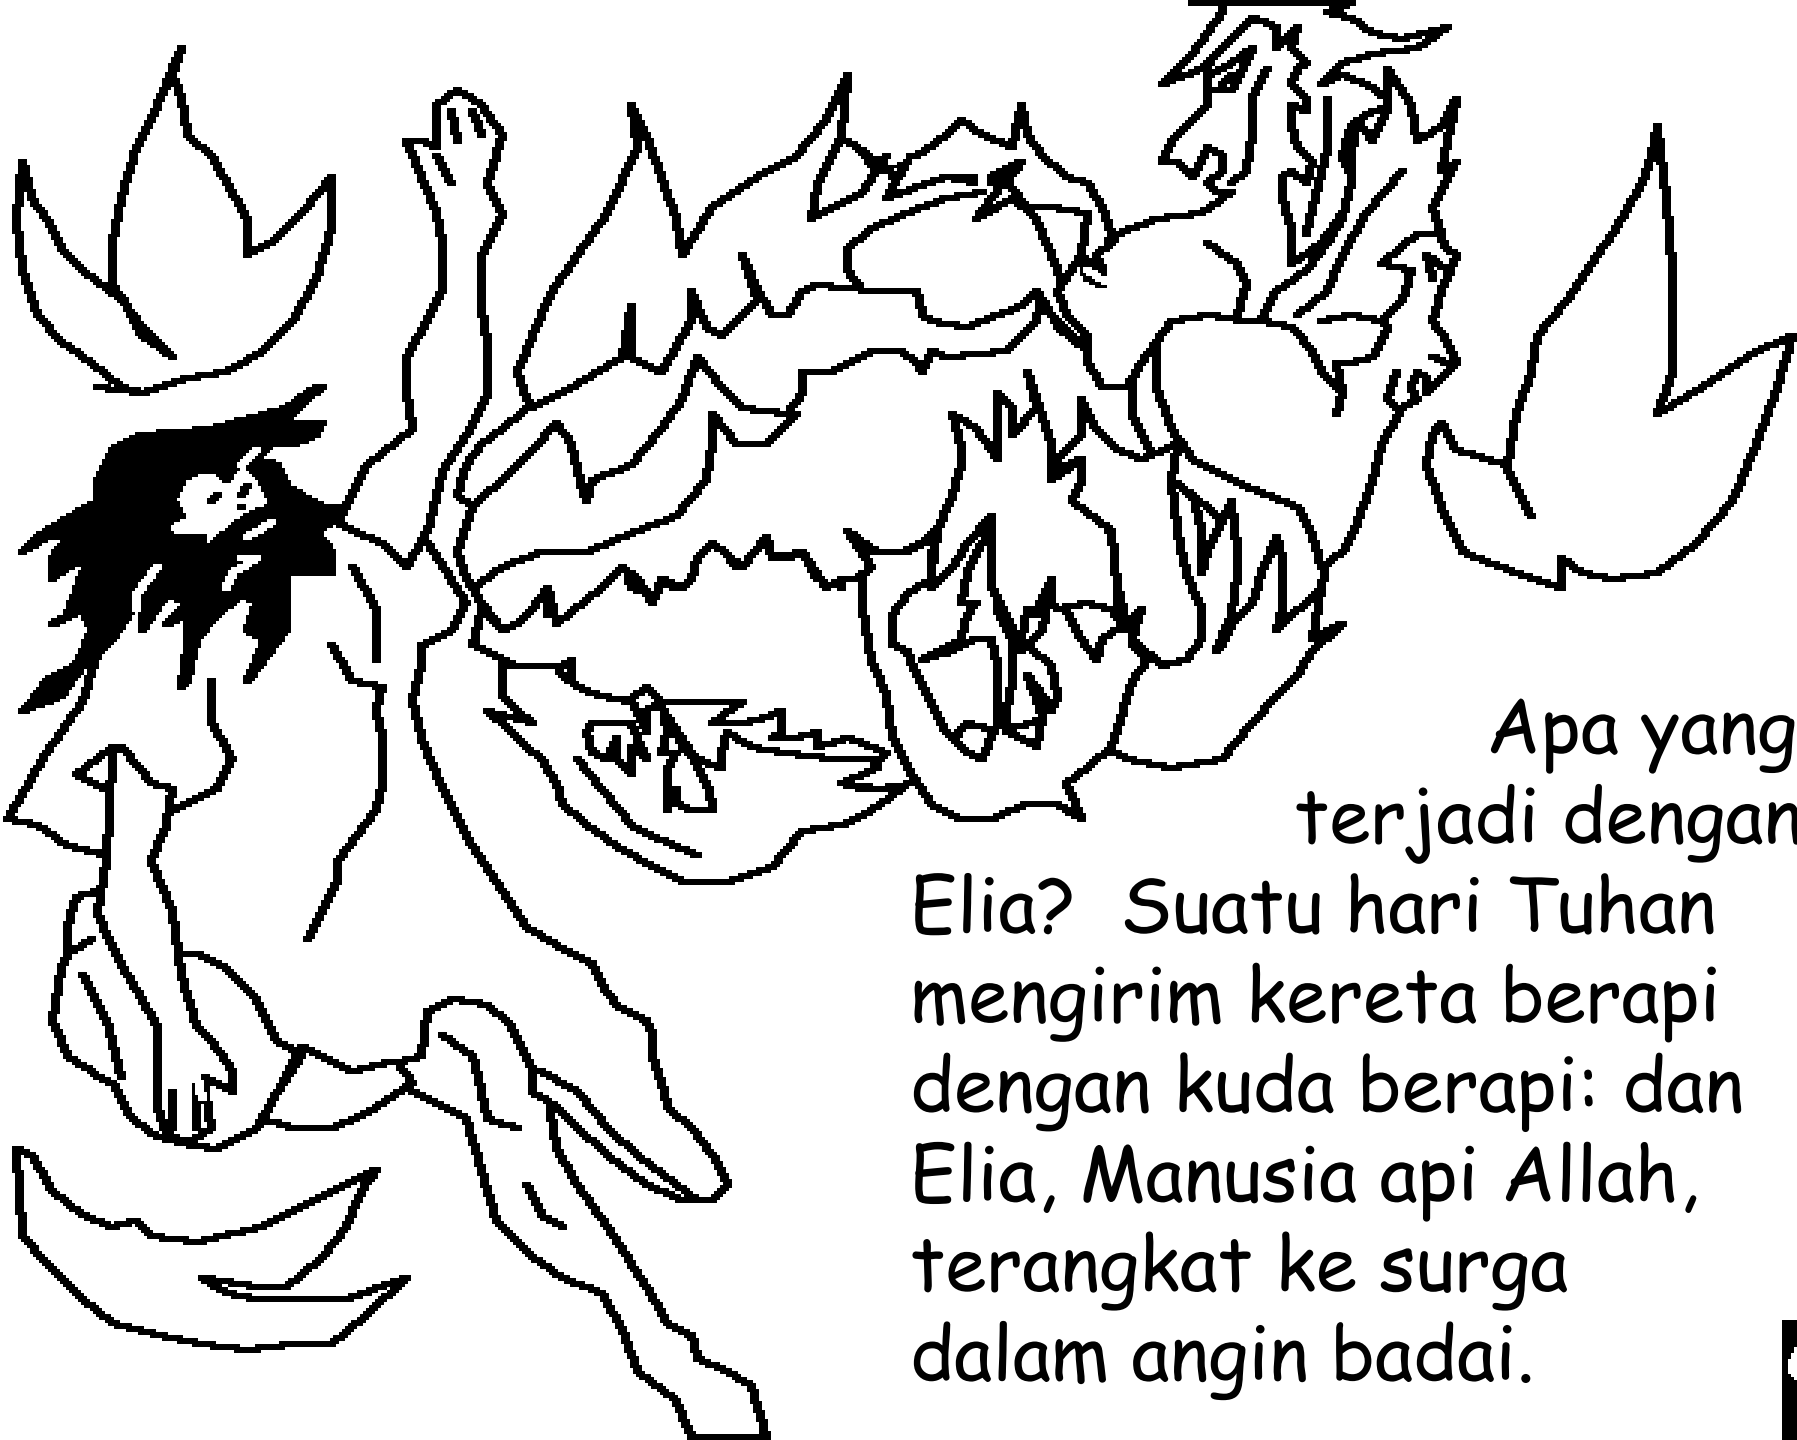 Apa yang
terjadi dengan
Elia?  Suatu hari Tuhan
mengirim kereta berapi
dengan kuda berapi: dan
Elia, Manusia api Allah,
terangkat ke surga
dalam angin badai.